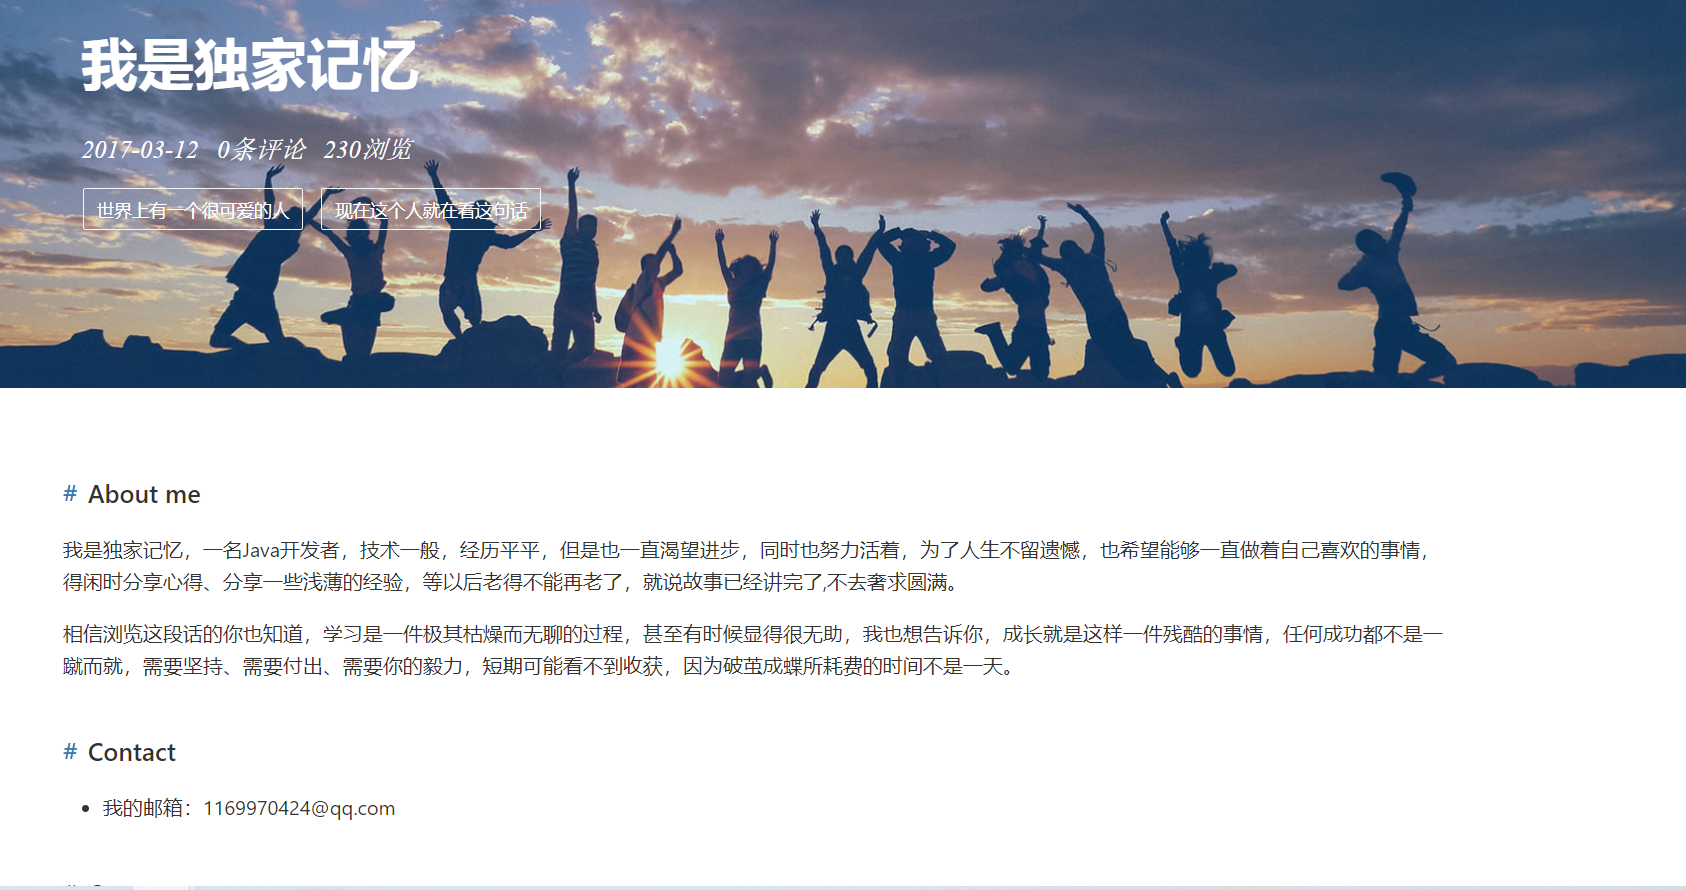 我是独家记忆
2017-03-12 0条评论 230浏览
世界上有一个很可爱的人 现在这个人就在看这句话
# About me
我是独家记忆，一名Java开发者，技术一般，经历平平，但是也一直渴望进步，同时也努力活着，为了人生不留遗憾，也希望能够一直做着自己喜欢的事情，
得闲时分享心得、分享一些浅薄的经验，等以后老得不能再老了，就说故事已经讲完了,不去奢求圆满。
相信浏览这段话的你也知道，学习是一件极其枯燥而无聊的过程，甚至有时候显得很无助，我也想告诉你，成长就是这样一件残酷的事情，任何成功都不是一
蹴而就，需要坚持、需要付出、需要你的毅力，短期可能看不到收获，因为破茧成蝶所耗费的时间不是一天。
# Contact
• 我的邮箱：1169970424@qq.com